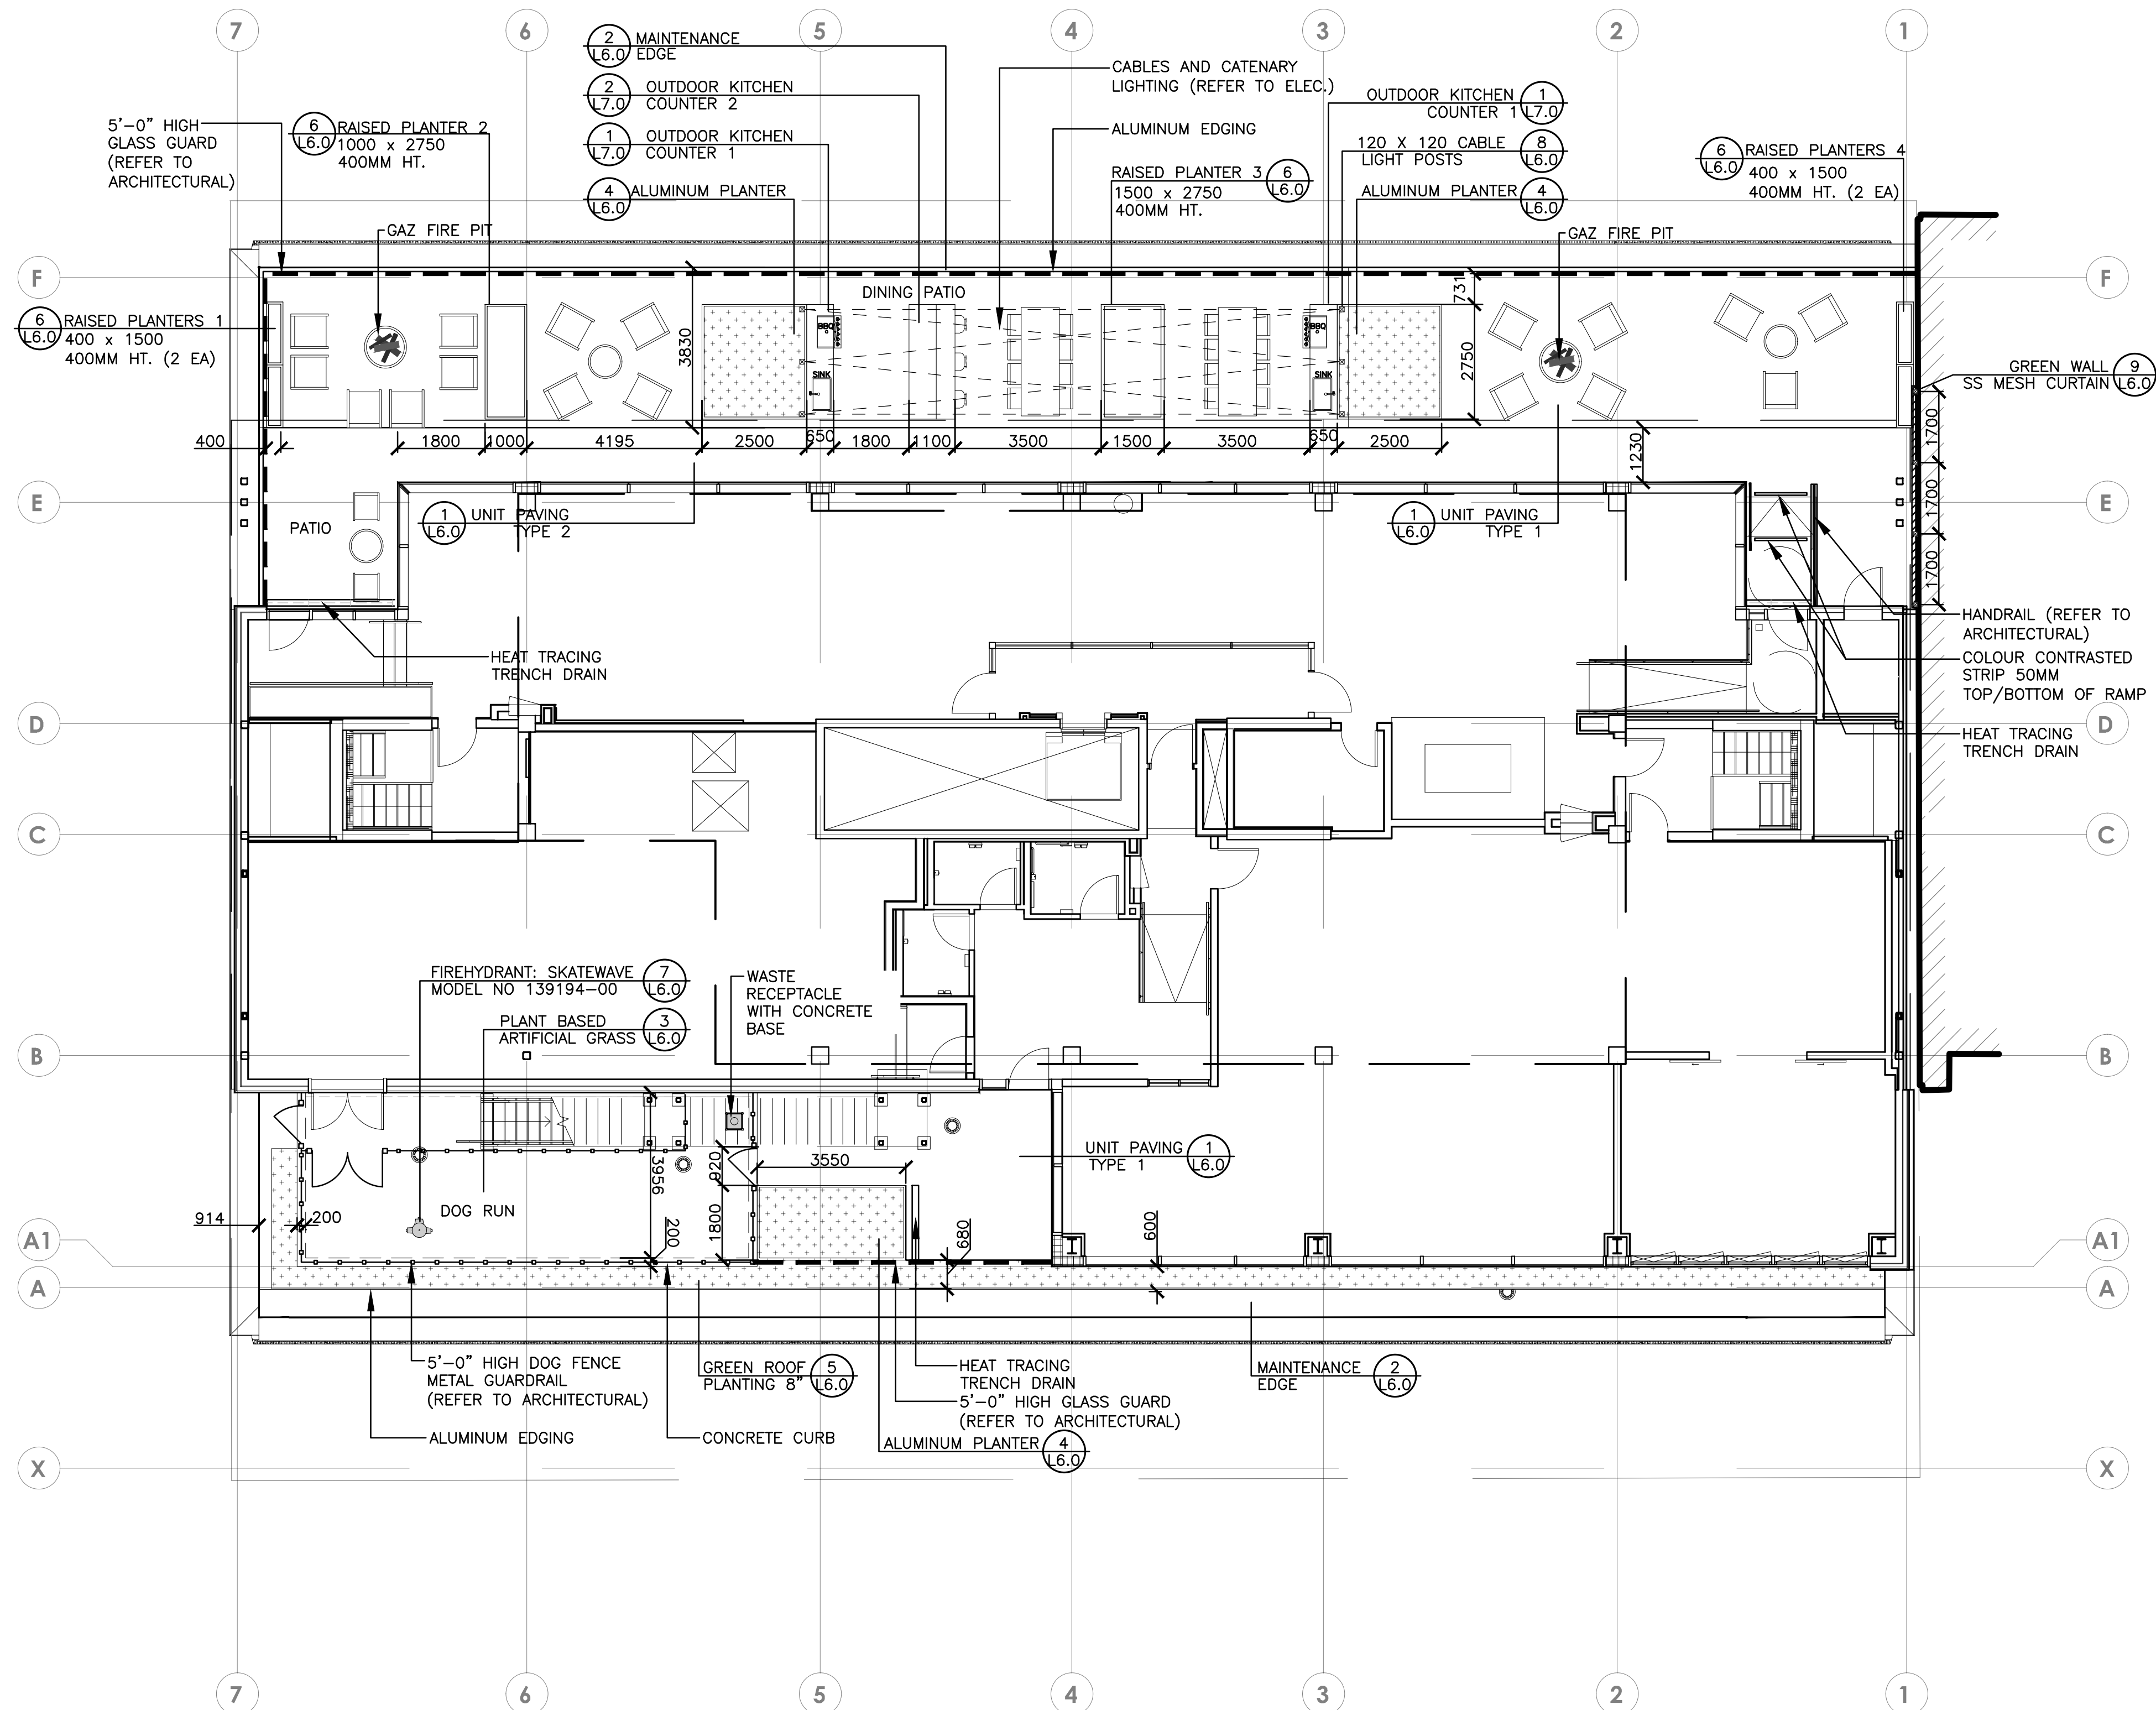 7 6 5 4 3 2 1
2
L6.0
MAINTENANCE
EDGE
2
L7.0
OUTDOOR KITCHEN
COUNTER 2
1
L7.0
OUTDOOR KITCHEN
COUNTER 1
4
L6.0
ALUMINUM PLANTER
CABLES AND CATENARY
LIGHTING (REFER TO ELEC.)
ALUMINUM EDGING
RAISED PLANTER 3
1500 x 2750
400MM HT.
6
L6.0
OUTDOOR KITCHEN
COUNTER 1
1
L7.0
120 X 120 CABLE
LIGHT POSTS
8
L6.0
ALUMINUM PLANTER
4
L6.0
6
L6.0
RAISED PLANTERS 4
400 x 1500
400MM HT. (2 EA)
5'-0" HIGH
GLASS GUARD
(REFER TO
ARCHITECTURAL)
6
L6.0
RAISED PLANTER 2
1000 x 2750
400MM HT.
GAZ FIRE PIT
GAZ FIRE PIT
F
F
6
L6.0
RAISED PLANTERS 1
400 x 1500
400MM HT. (2 EA)
DINING PATIO
3830
BBQ
SINK
BBQ
SINK
731
2750
GREEN WALL
SS MESH CURTAIN
9
L6.0
400
1800
1000
4195
2500
650
1800
1100
3500
1500
3500
650
2500
1230
1700
1700
1700
E
E
PATIO
1
L6.0
UNIT PAVING
TYPE 2
1
L6.0
UNIT PAVING
TYPE 1
HEAT TRACING
TRENCH DRAIN
HANDRAIL (REFER TO
ARCHITECTURAL)
COLOUR CONTRASTED
STRIP 50MM
TOP/BOTTOM OF RAMP
HEAT TRACING
TRENCH DRAIN
D
D
C
C
FIREHYDRANT: SKATEWAVE
MODEL NO 139194-00
7
L6.0
PLANT BASED
ARTIFICIAL GRASS
3
L6.0
WASTE
RECEPTACLE
WITH CONCRETE
BASE
B
B
UNIT PAVING
TYPE 1
1
L6.0
3956
920
3550
1800
200
680
600
914
200
DOG RUN
A1
A1
A
A
5'-0" HIGH DOG FENCE
METAL GUARDRAIL
(REFER TO ARCHITECTURAL)
GREEN ROOF
PLANTING 8"
5
L6.0
HEAT TRACING
TRENCH DRAIN
5'-0" HIGH GLASS GUARD
(REFER TO ARCHITECTURAL)
MAINTENANCE
EDGE
2
L6.0
ALUMINUM EDGING
CONCRETE CURB
ALUMINUM PLANTER
4
L6.0
X
X
7 6 5 4 3 2 1